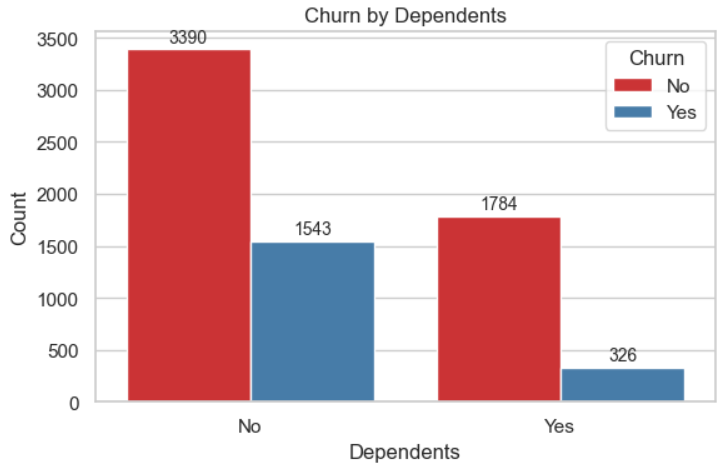 Churn by Dependents
Count
3500
3000
2500
2000
1500
1000
500
0
3390
1543
1784
326
Churn
No
Yes
No
Yes
Dependents